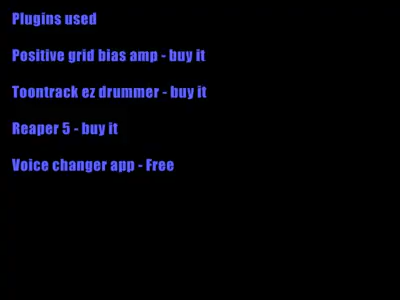 Plugins used
Positive grid bias amp - buy it
Toontrack ez drummer - buy it
Reaper 5 - buy it
Voice changer app - Free